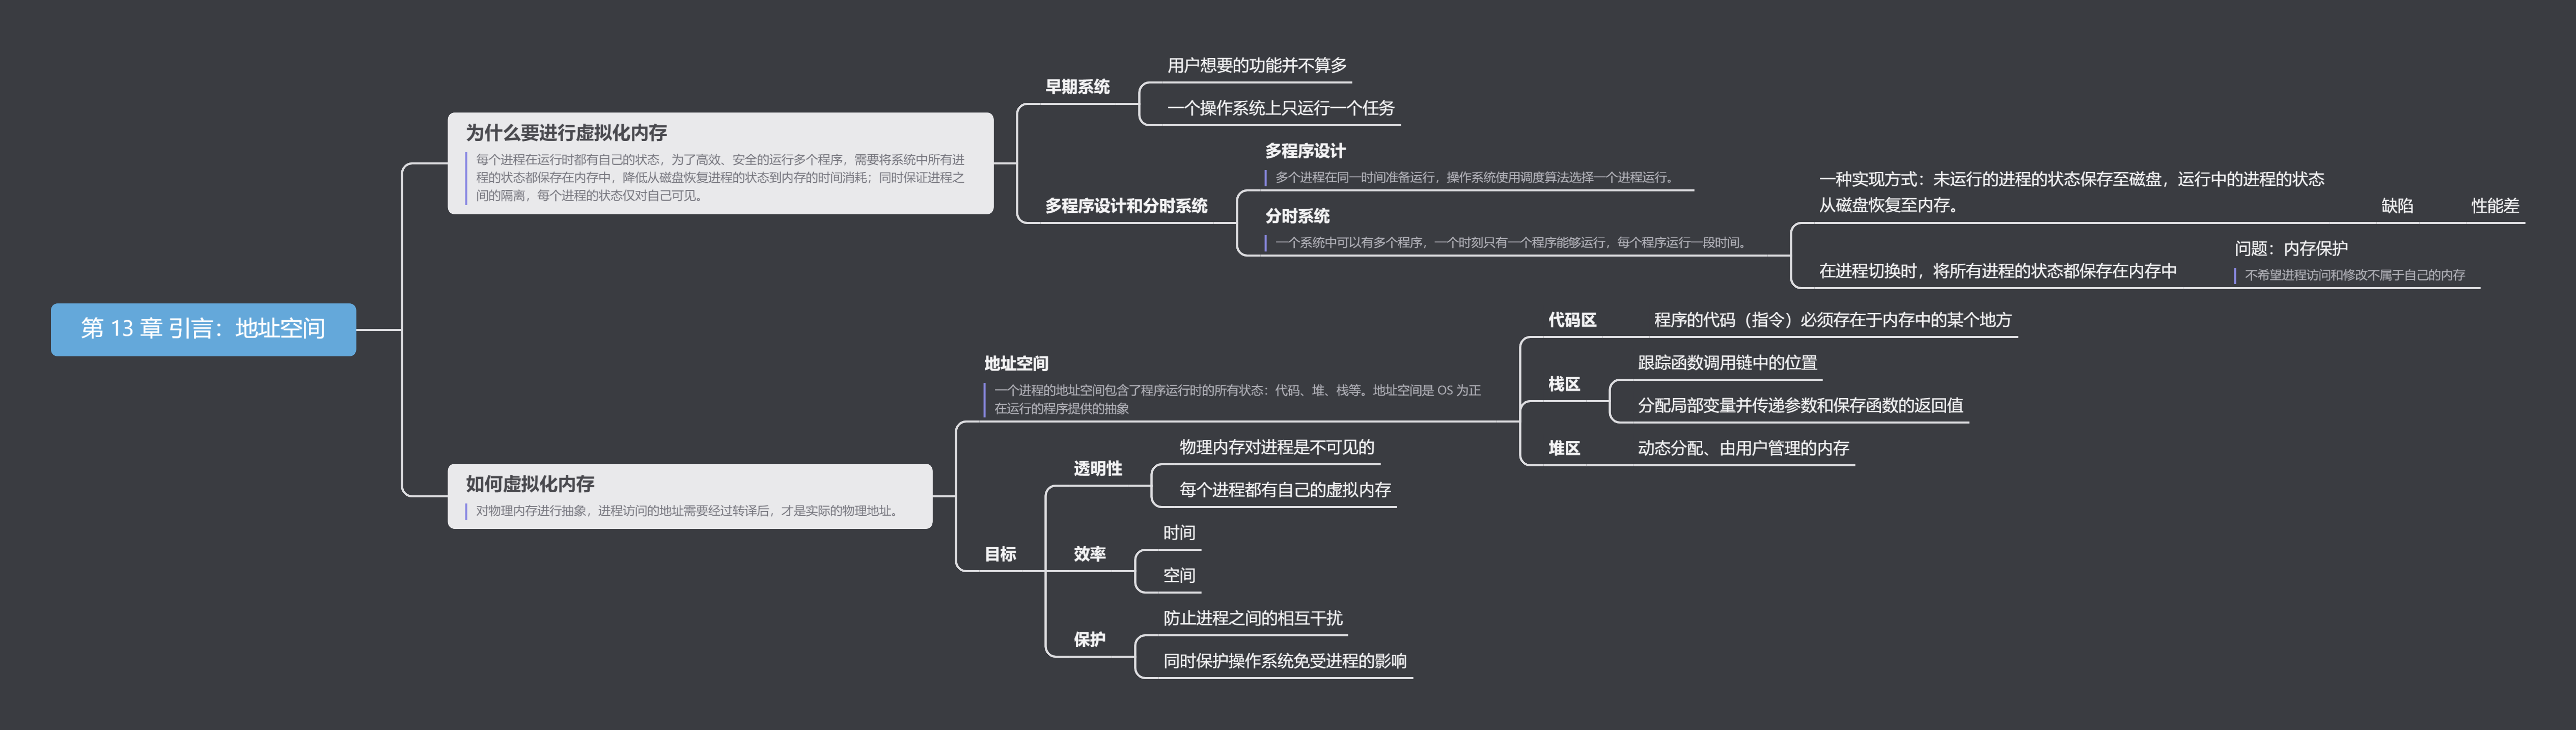 第 13 章 引言：地址空间
为什么要进行虚拟化内存
每个进程在运行时都有自己的状态，为了高效、安全的运行多个程序，需要将系统中所有进
程的状态都保存在内存中，降低从磁盘恢复进程的状态到内存的时间消耗；同时保证进程之
间的隔离，每个进程的状态仅对自己可见。
早期系统
用户想要的功能并不算多
一个操作系统上只运行一个任务
多程序设计和分时系统
多程序设计
多个进程在同一时间准备运行，操作系统使用调度算法选择一个进程运行。
分时系统
一个系统中可以有多个程序，一个时刻只有一个程序能够运行，每个程序运行一段时间。
一种实现方式：未运行的进程的状态保存至磁盘，运行中的进程的状态
从磁盘恢复至内存。
缺陷
性能差
在进程切换时，将所有进程的状态都保存在内存中
问题：内存保护
不希望进程访问和修改不属于自己的内存
如何虚拟化内存
对物理内存进行抽象，进程访问的地址需要经过转译后，才是实际的物理地址。
地址空间
一个进程的地址空间包含了程序运行时的所有状态：代码、堆、栈等。地址空间是 OS 为正
在运行的程序提供的抽象
代码区
程序的代码（指令）必须存在于内存中的某个地方
栈区
跟踪函数调用链中的位置
分配局部变量并传递参数和保存函数的返回值
堆区
动态分配、由用户管理的内存
目标
透明性
物理内存对进程是不可见的
每个进程都有自己的虚拟内存
效率
时间
空间
保护
防止进程之间的相互干扰
同时保护操作系统免受进程的影响